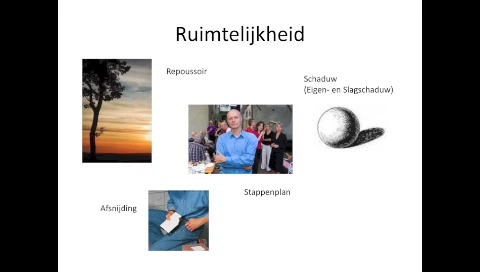 Ruimtelijkheid
Repoussoir
Schaduw
(Eigen- en Slagschaduw)
Stappenplan
Afsnijding